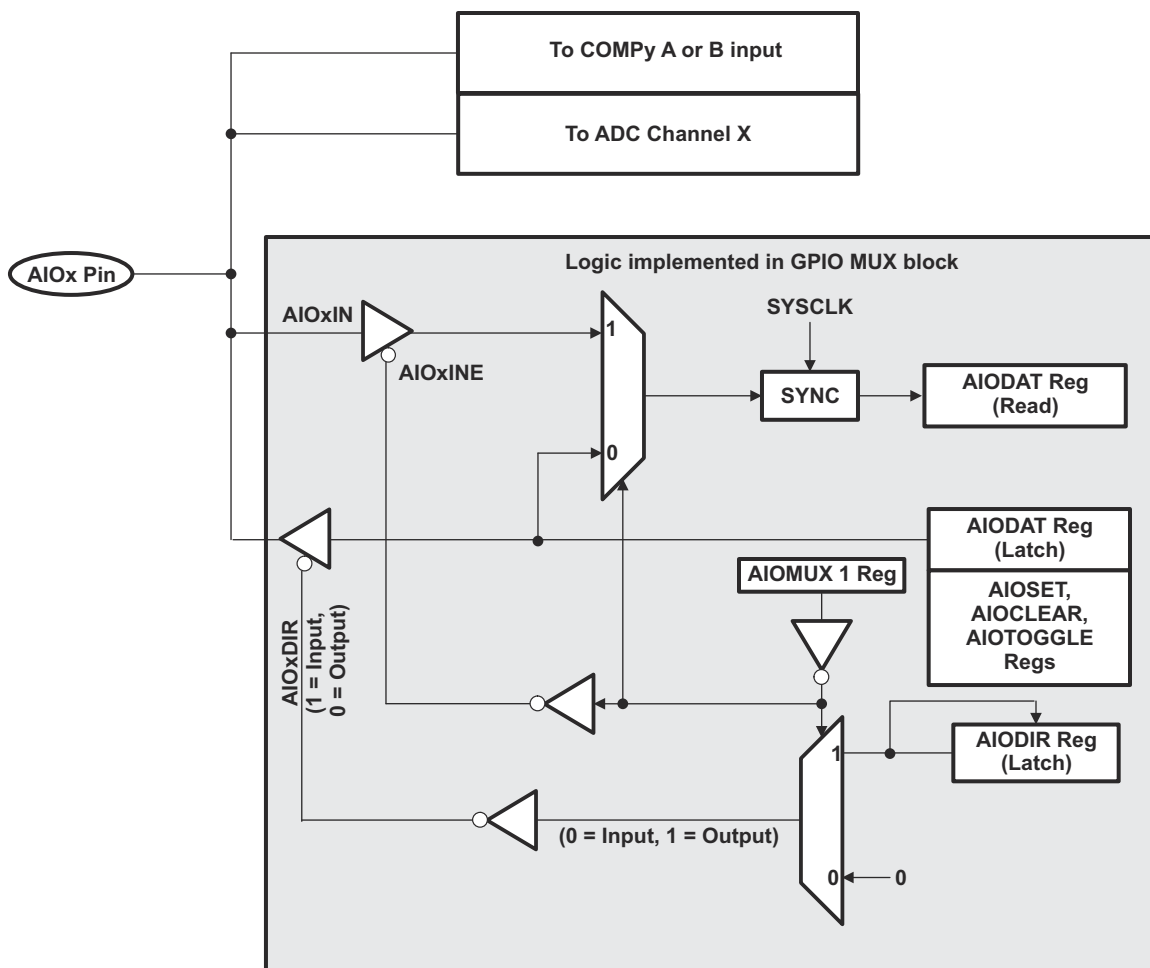 To COMPy A or B input
To ADC Channel X
AIOx Pin
Logic implemented in GPIO MUX block
AIOxIN
AIOxINE
1
0
SYSCLK
SYNC
AIODAT Reg
(Read)
AIODAT Reg
(Latch)
AIOSET,
AIOCLEAR,
AIOTOGGLE
Regs
AIOMUX 1 Reg
AIOxDIR
(1 = Input,
0 = Output)
1
AIODIR Reg
(Latch)
(0 = Input, 1 = Output)
0
0